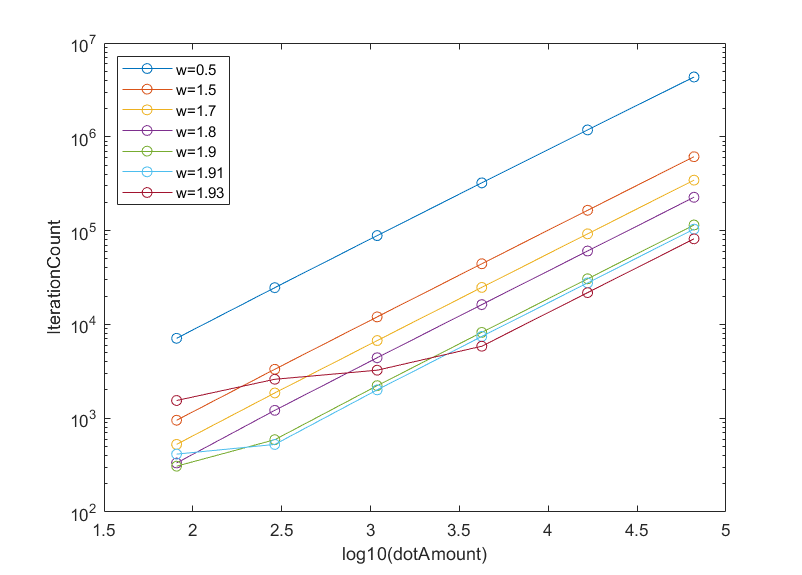 10^7
10^6
10^5
10^4
10^3
10^2
IterationCount
w=0.5
w=1.5
w=1.7
w=1.8
w=1.9
w=1.91
w=1.93
1.5 2 2.5 3 3.5 4 4.5 5
log10(dotAmount)